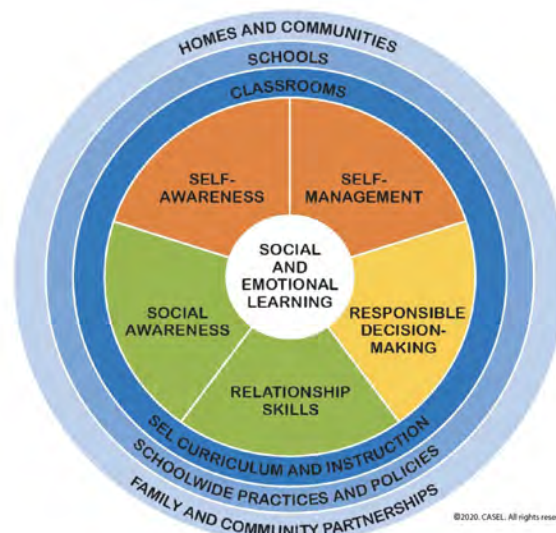 HOMES AND COMMUNITIES
SCHOOLS
CLASSROOMS
SELF-
AWARENESS
SELF-
MANAGEMENT
SOCIAL
AND
EMOTIONAL
LEARNING
SOCIAL
AWARENESS
RESPONSIBLE
DECISION-
MAKING
RELATIONSHIP
SKILLS
SEL CURRICULUM AND INSTRUCTION
SCHOOLWIDE PRACTICES AND POLICIES
FAMILY AND COMMUNITY PARTNERSHIPS
©2020. CASEL. All rights rese